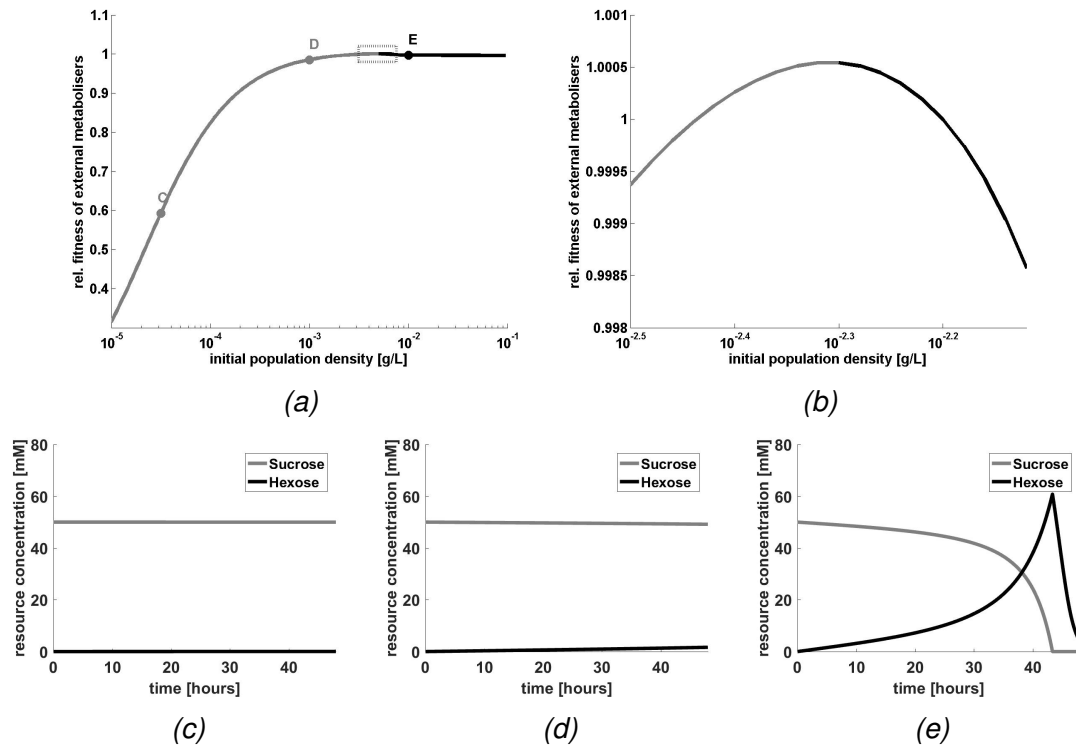 1.1
1
0.9
0.8
0.7
0.6
0.5
0.4
rel. fitness of external metabolisers
C
D
E
10^-5 10^-4 10^-3 10^-2 10^-1
initial population density [g/L]
(a)
1.001
1.0005
1
0.9995
0.999
0.9985
0.998
rel. fitness of external metabolisers
10^-2.5 10^-2.4 10^-2.3 10^-2.2
initial population density [g/L]
(b)
80
60
40
20
0
resource concentration [mM]
Sucrose
Hexose
0 10 20 30 40
time [hours]
(c)
80
60
40
20
0
resource concentration [mM]
Sucrose
Hexose
0 10 20 30 40
time [hours]
(d)
80
60
40
20
0
resource concentration [mM]
Sucrose
Hexose
0 10 20 30 40
time [hours]
(e)